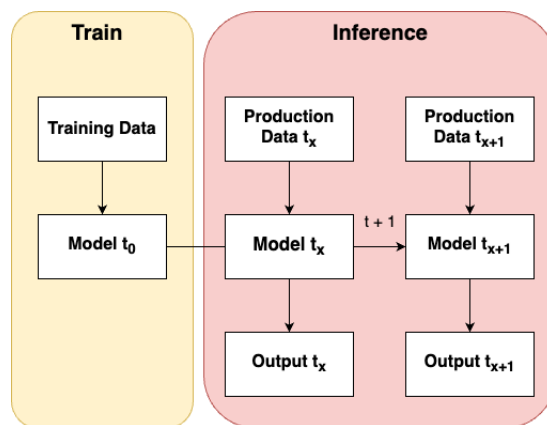 Train
Inference
Training Data
Production
Data tx
Production
Data tx+1
t + 1
Model t0
Model tx
Model tx+1
Output tx
Output tx+1